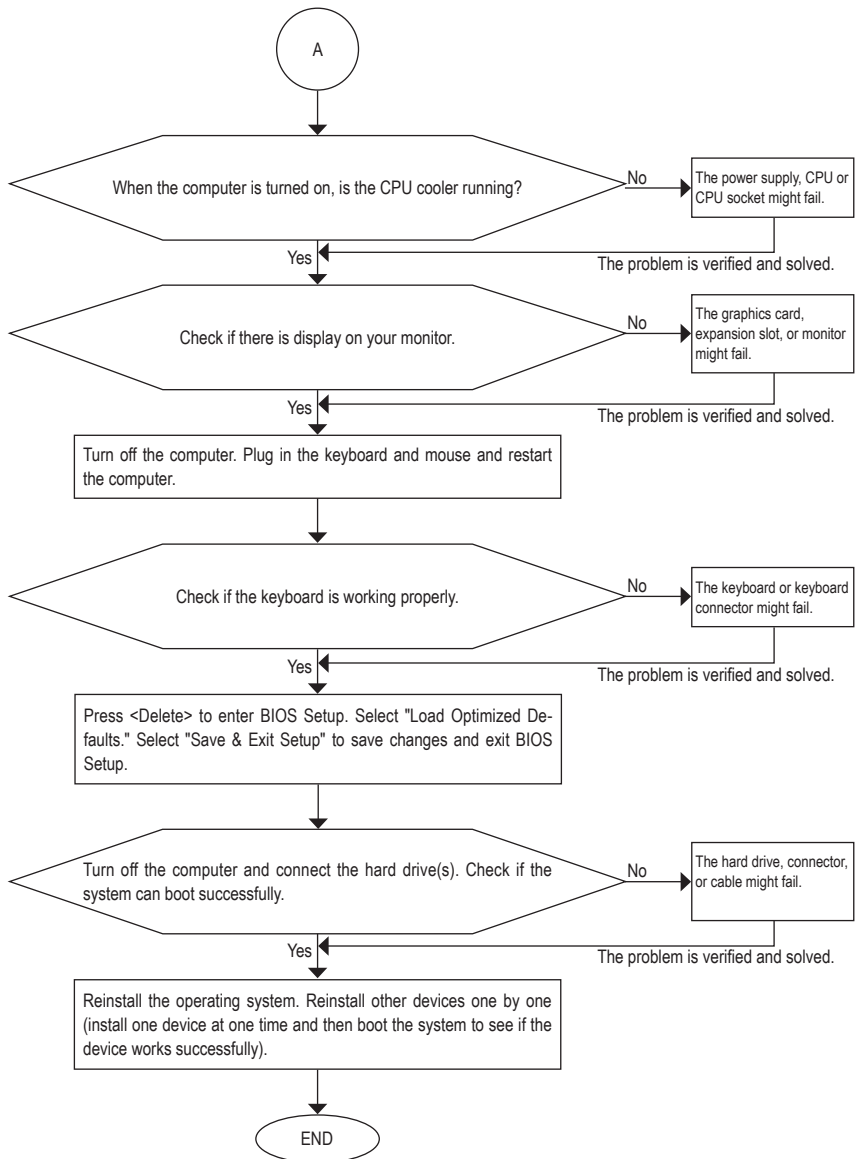 A
When the computer is turned on, is the CPU cooler running?
No
The power supply, CPU or
CPU socket might fail.
Yes
The problem is verified and solved.
Check if there is display on your monitor.
No
The graphics card,
expansion slot, or monitor
might fail.
Yes
The problem is verified and solved.
Turn off the computer. Plug in the keyboard and mouse and restart
the computer.
Check if the keyboard is working properly.
No
The keyboard or keyboard
connector might fail.
Yes
The problem is verified and solved.
Press <Delete> to enter BIOS Setup. Select "Load Optimized De-
faults." Select "Save & Exit Setup" to save changes and exit BIOS
Setup.
Turn off the computer and connect the hard drive(s). Check if the
system can boot successfully.
No
The hard drive, connector,
or cable might fail.
Yes
The problem is verified and solved.
Reinstall the operating system. Reinstall other devices one by one
(install one device at one time and then boot the system to see if the
device works successfully).
END